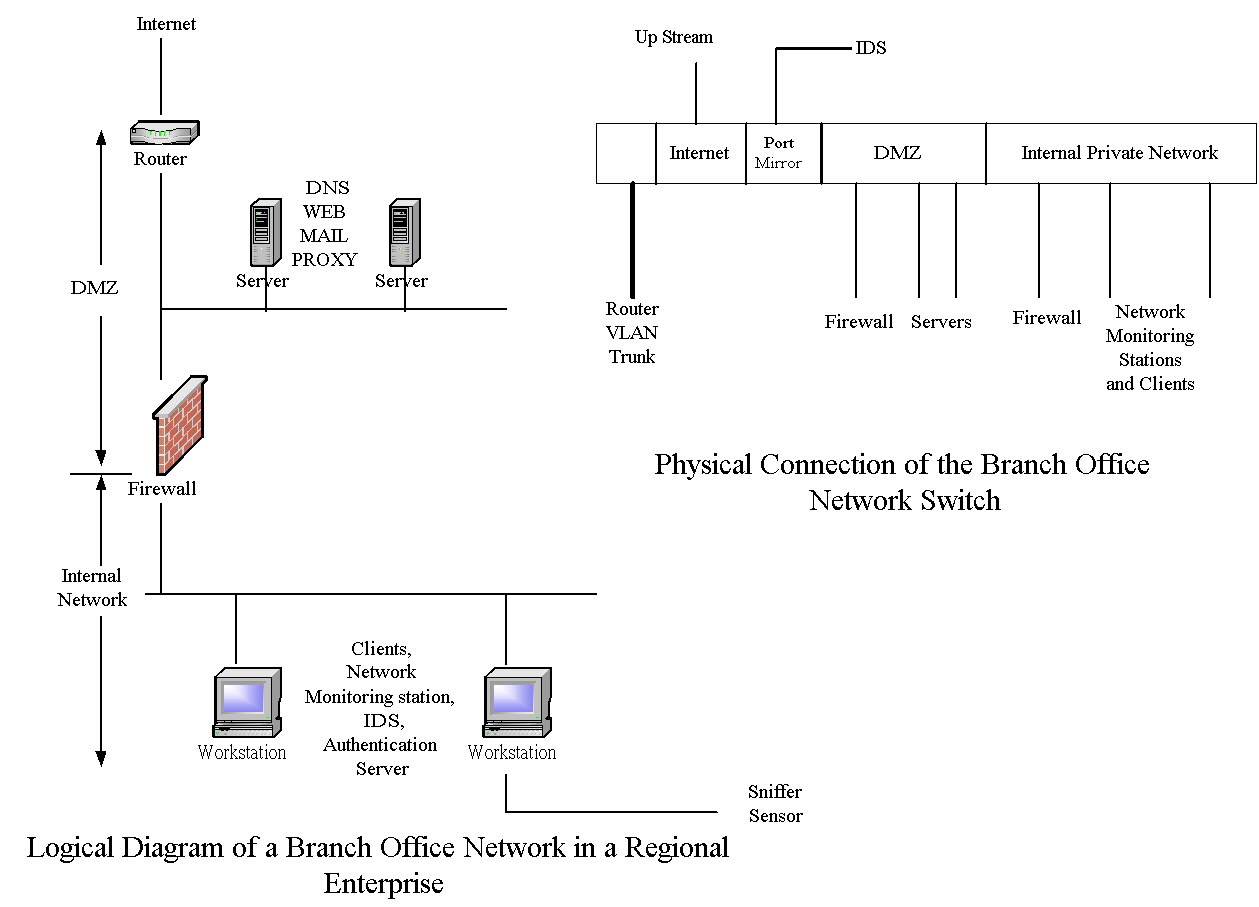 Internet
Router
DNS
WEB
MAIL
PROXY
Server
Server
DMZ
Firewall
Internal
Network
Clients,
Network
Monitoring station,
IDS,
Authentication
Server
Workstation
Workstation
Sniffer
Sensor
Logical Diagram of a Branch Office Network in a Regional
Enterprise
Up Stream
IDS
Internet
Port
Mirror
DMZ
Internal Private Network
Router
VLAN
Trunk
Firewall
Servers
Firewall
Network
Monitoring
Stations
and Clients
Physical Connection of the Branch Office
Network Switch